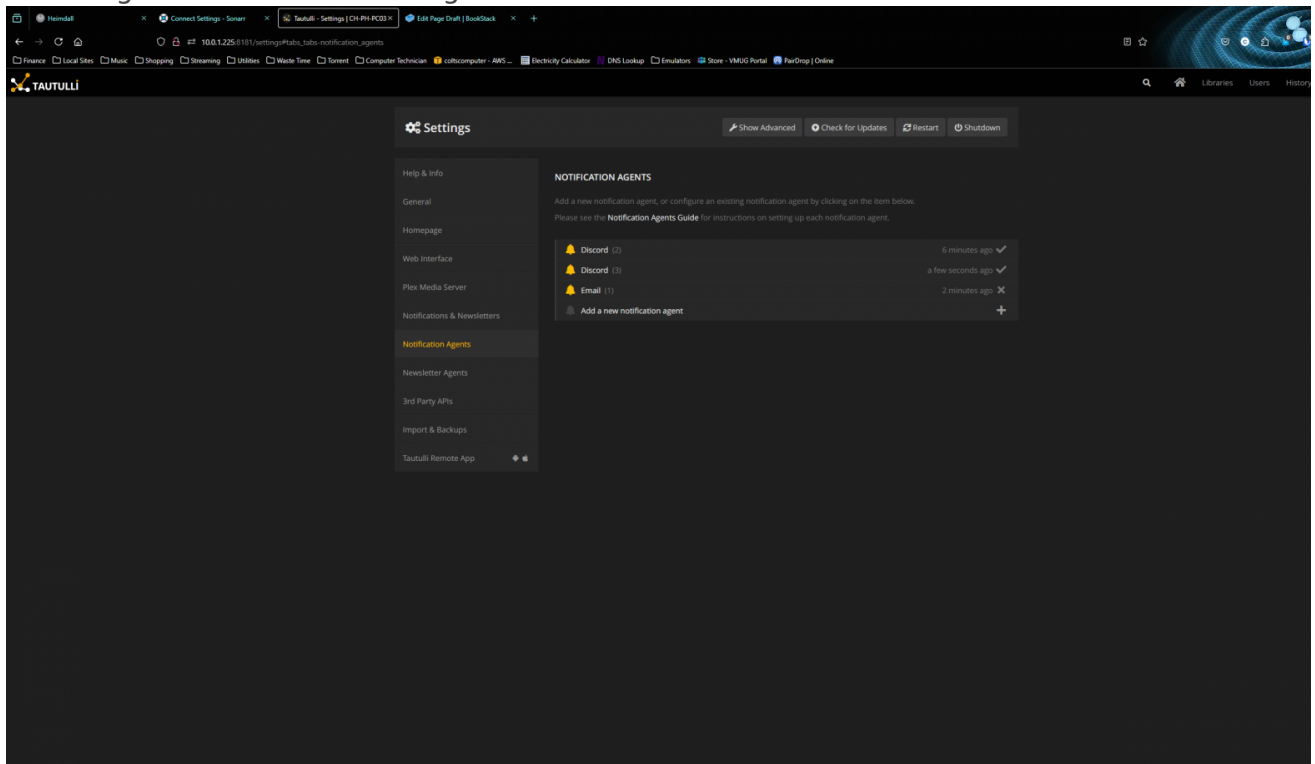 Heimdall
Connect Settings - Sonarr
Tautulli - Settings | CH-PH-PC03
Edit Page Draft | BookStack
10.0.1.225:8181/settings#tabs_tabs-notification_agents
Finance Local Sites Music Shopping Streaming Utilities Waste Time Torrent Computer Technician coltscomputer - AWS ... Electricity Calculator DNS Lookup Emulators Store - VMUG Portal PairDrop | Online
TAUTULLI
Libraries Users History
Settings
Show Advanced Check for Updates Restart Shutdown
Help & Info
General
Homepage
Web Interface
Plex Media Server
Notifications & Newsletters
Notification Agents
Newsletter Agents
3rd Party APIs
Import & Backups
Tautulli Remote App
NOTIFICATION AGENTS
Add a new notification agent, or configure an existing notification agent by clicking on the item below.
Please see the Notification Agents Guide for instructions on setting up each notification agent.
Discord (2) 6 minutes ago
Discord (3) a few seconds ago
Email (1) 2 minutes ago
Add a new notification agent